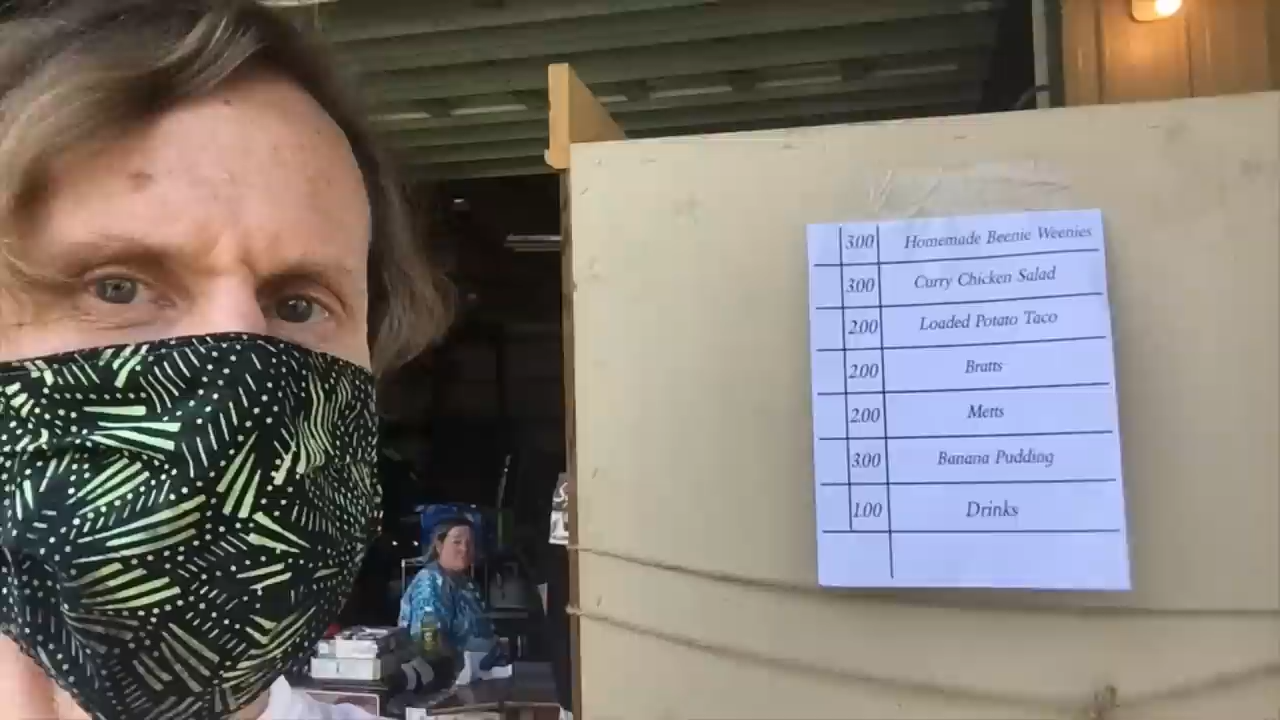 3.00 Homemade Beenie Weenies
3.00 Curry Chicken Salad
2.00 Loaded Potato Taco
2.00 Bratts
2.00 Metts
3.00 Banana Pudding
1.00 Drinks